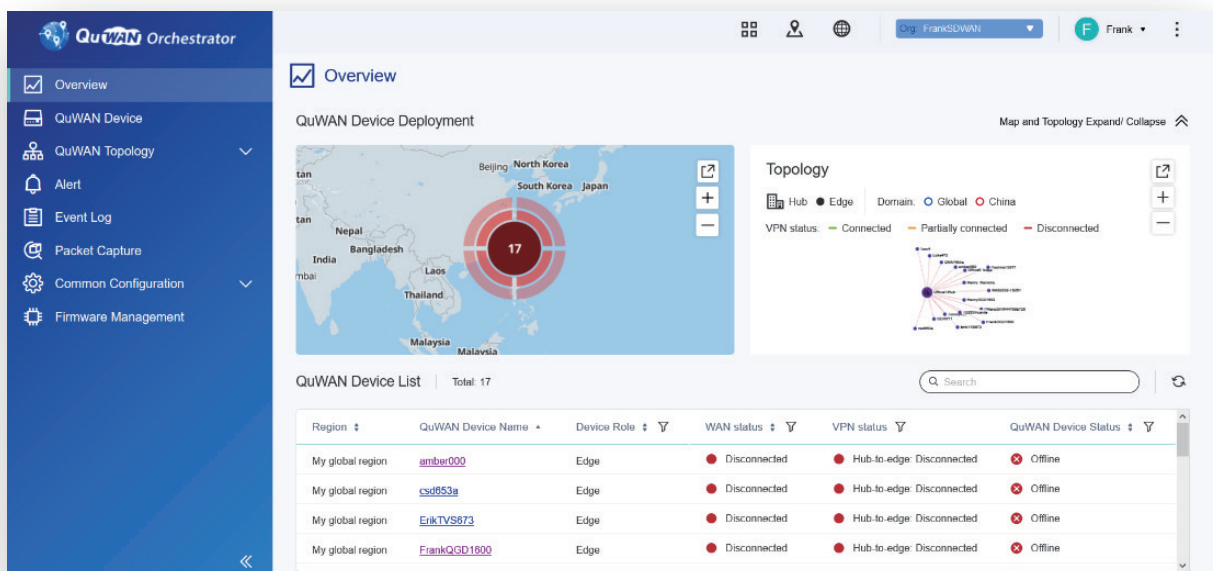 QuWAN Orchestrator
Org: FrankSDWAN
F
Frank
Overview
QuWAN Device
QuWAN Topology
Alert
Event Log
Packet Capture
Common Configuration
Firmware Management
Overview
QuWAN Device Deployment
Map and Topology Expand/ Collapse
tan
Beijing North Korea
South Korea Japan
tan
Nepal
Bangladesh
India
mbai
Laos
Thailand
Malaysia
Malaysia
17
Topology
Hub Edge Domain: Global China
VPN status: Connected Partially connected Disconnected
QuWAN Device List Total: 17
Search
Region QuWAN Device Name Device Role WAN status VPN status QuWAN Device Status
My global region amber000 Edge Disconnected Hub-to-edge: Disconnected Offline
My global region csd653a Edge Disconnected Hub-to-edge: Disconnected Offline
My global region ErikTVS673 Edge Disconnected Hub-to-edge: Disconnected Offline
My global region FrankQGD1600 Edge Disconnected Hub-to-edge: Disconnected Offline